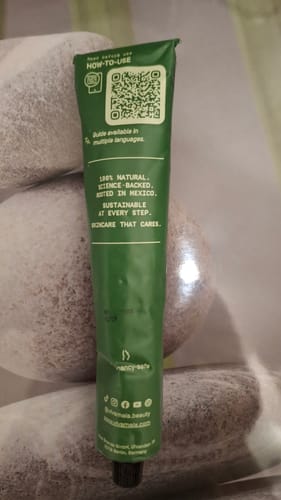 HOW-TO-USE
Guide available in
multiple languages.
100% NATURAL.
SCIENCE-BACKED.
ROOTED IN MEXICO.
SUSTAINABLE
AT EVERY STEP.
SKINCARE THAT CARES.
@vivamaia.beauty
Berlin, Germany